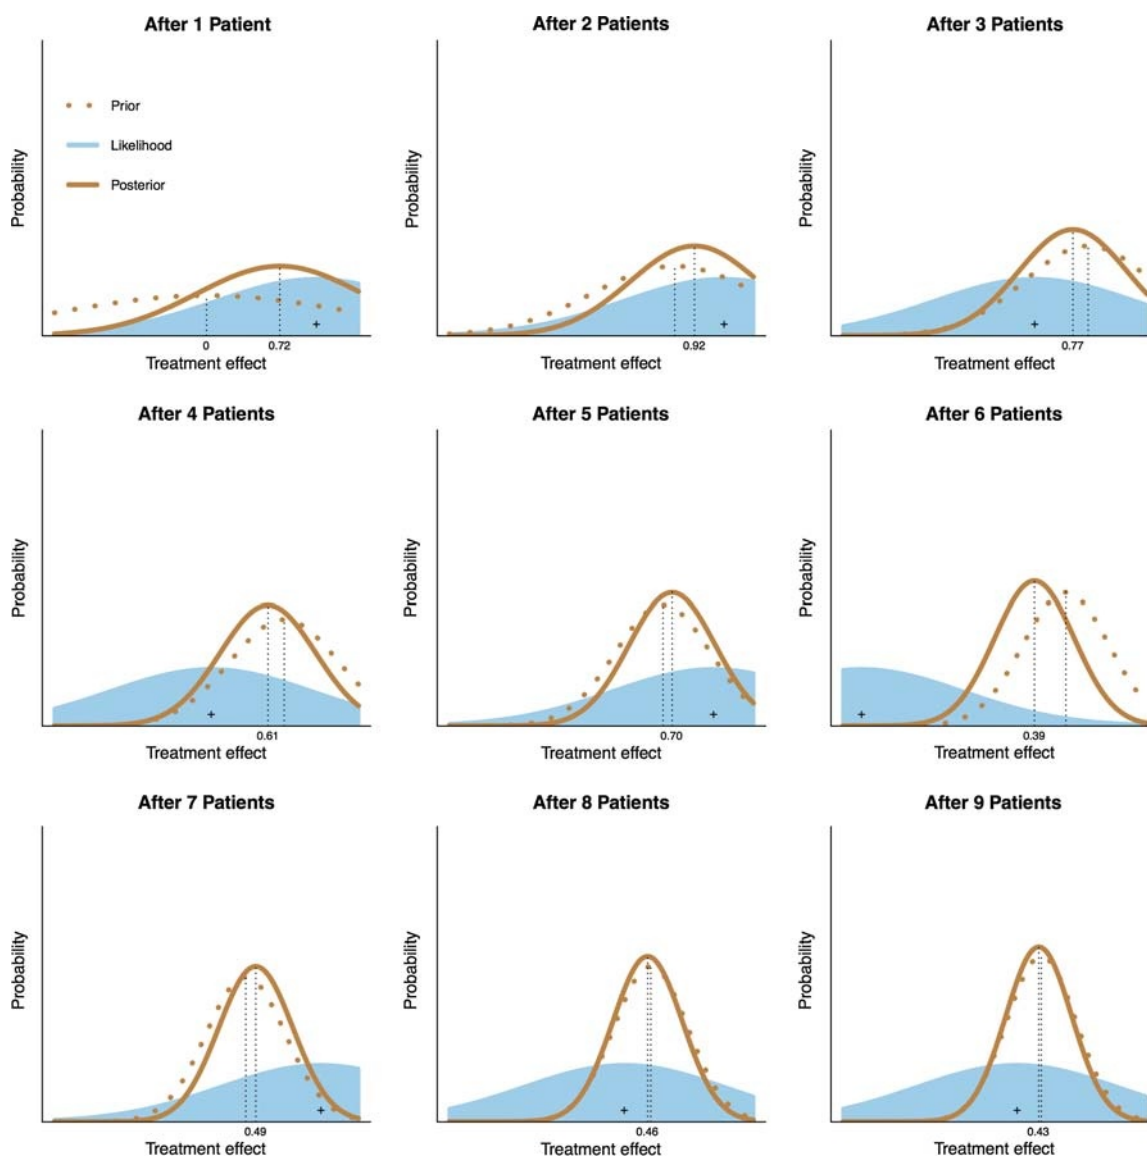 After 1 Patient
Prior
Likelihood
Posterior
Probability
0 0.72
Treatment effect
After 2 Patients
Probability
0.92
Treatment effect
After 3 Patients
Probability
0.77
Treatment effect
After 4 Patients
Probability
0.61
Treatment effect
After 5 Patients
Probability
0.70
Treatment effect
After 6 Patients
Probability
0.39
Treatment effect
After 7 Patients
Probability
0.49
Treatment effect
After 8 Patients
Probability
0.46
Treatment effect
After 9 Patients
Probability
0.43
Treatment effect